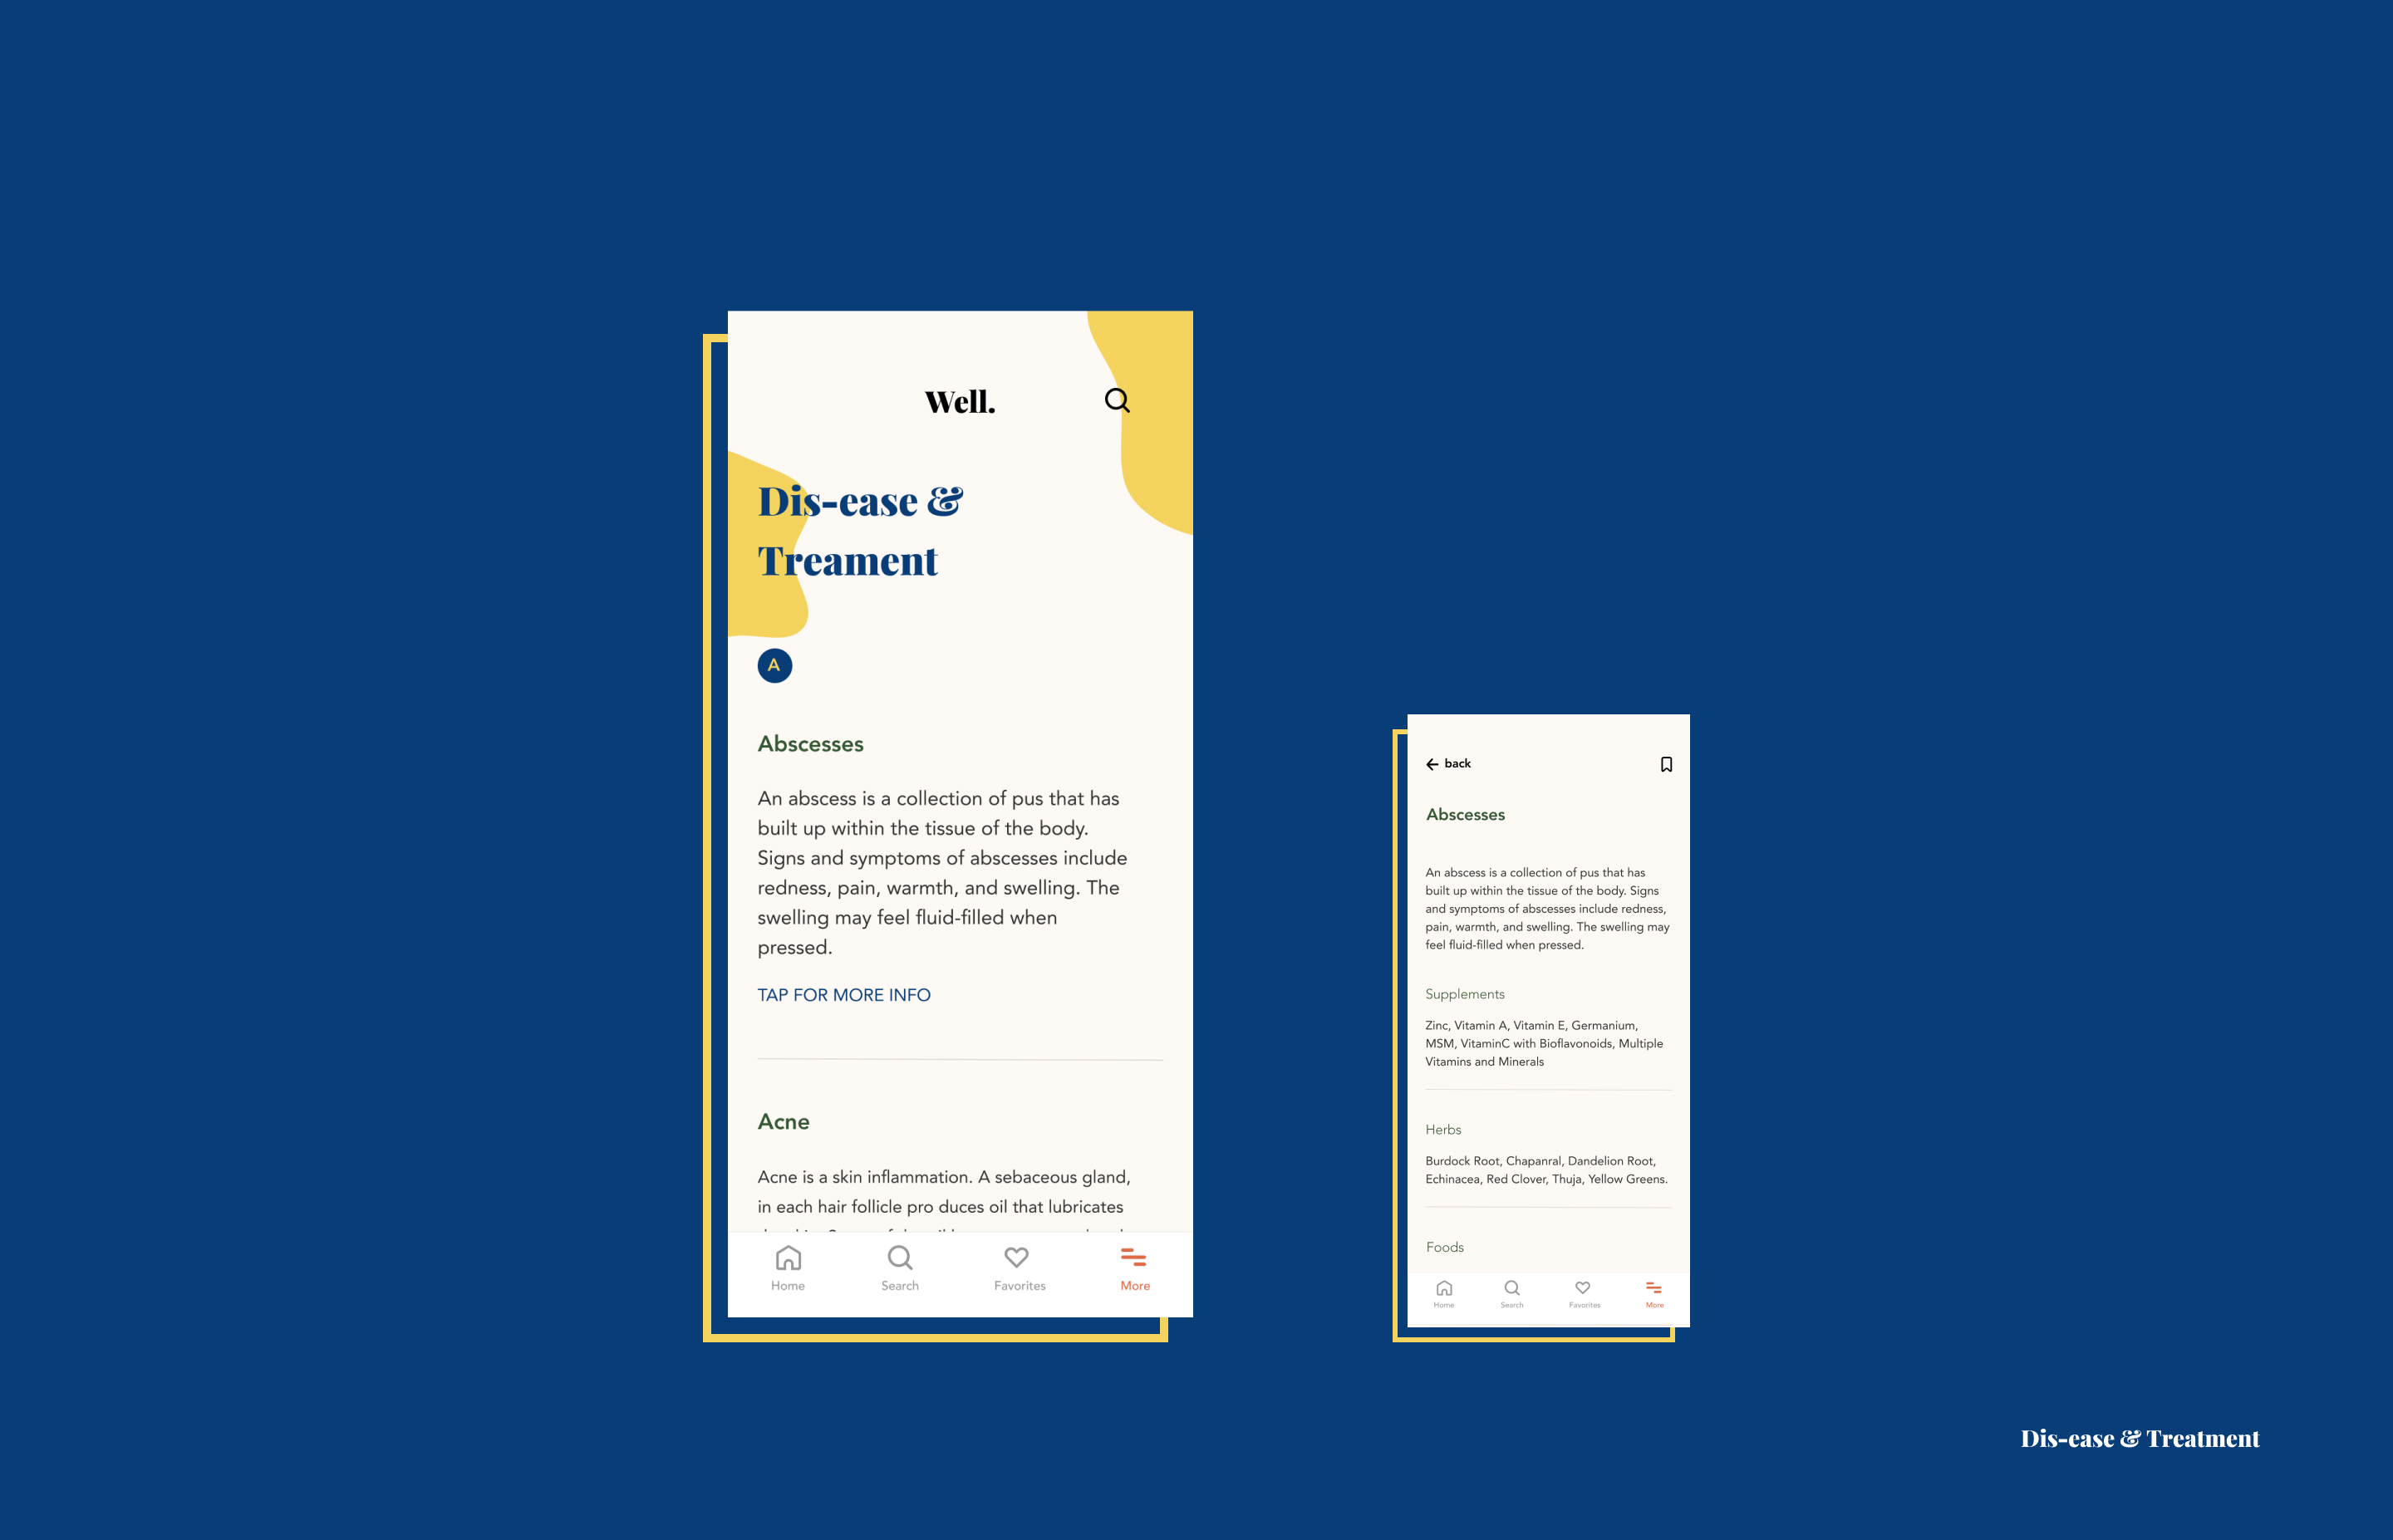 Well.
Dis-ease &
Treament
A
Abscesses
An abscess is a collection of pus that has
built up within the tissue of the body.
Signs and symptoms of abscesses include
redness, pain, warmth, and swelling. The
swelling may feel fluid-filled when
pressed.
TAP FOR MORE INFO
Acne
Acne is a skin inflammation. A sebaceous gland,
in each hair follicle pro duces oil that lubricates
Home
Search
Favorites
More
back
Abscesses
An abscess is a collection of pus that has
built up within the tissue of the body. Signs
and symptoms of abscesses include redness,
pain, warmth, and swelling. The swelling may
feel fluid-filled when pressed.
Supplements
Zinc, Vitamin A, Vitamin E, Germanium,
MSM, VitaminC with Bioflavonoids, Multiple
Vitamins and Minerals
Herbs
Burdock Root, Chapanral, Dandelion Root,
Echinacea, Red Clover, Thuja, Yellow Greens.
Foods
Home
Search
Favorites
More
Dis-ease & Treatment